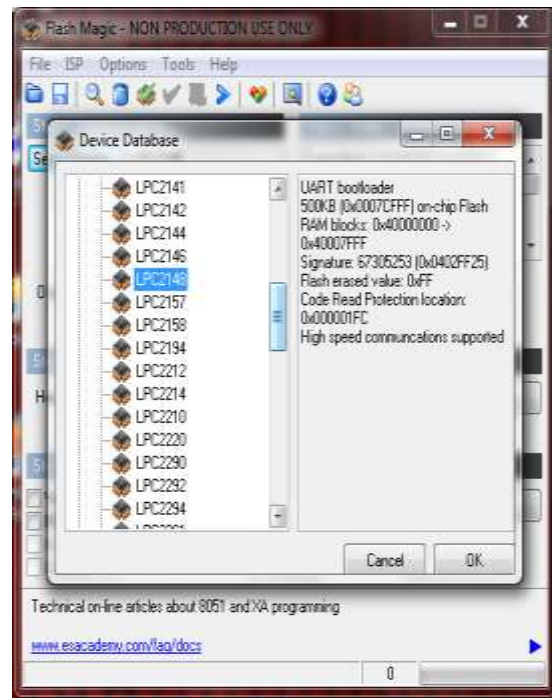 Flash Magic - NON PRODUCTION USE ONLY
File ISP Options Tools Help
Device Database
Se
LPC2141
LPC2142
LPC2144
LPC2146
LPC2148
LPC2157
LPC2158
LPC2194
LPC2212
LPC2214
LPC2210
LPC2220
LPC2290
LPC2292
LPC2294
UART bootloader
500KB (0x0007CFFF) on-chip Flash
RAM blocks: 0x40000000 ->
0x40007FFF
Signature: 67305253 (0x0402FF25)
Flash erased value: 0xFF
Code Read Protection location:
0x000001FC
High speed communcations supported
Cancel OK
Technical on-line articles about 8051 and XA programming
www.esacademy.com/faq/docs
0